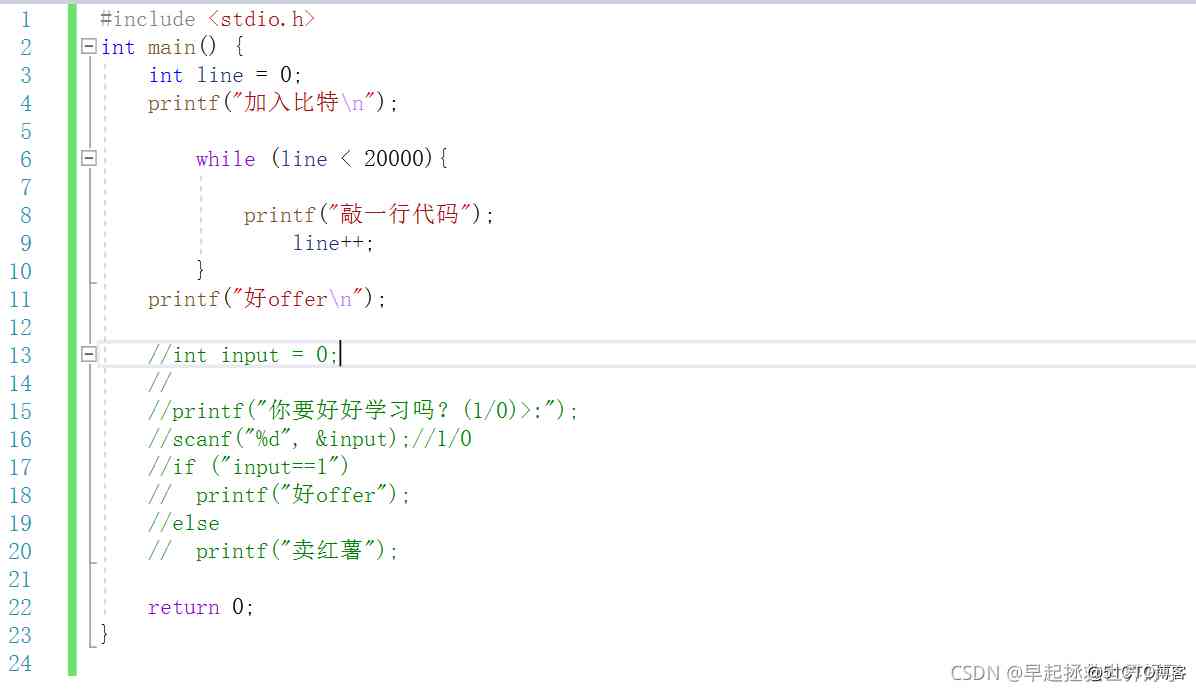 1 #include <stdio.h>
2 int main() {
3 int line = 0;
4 printf("加入比特\n");
5
6 while (line < 20000){
7
8 printf("敲一行代码");
9 line++;
10 }
11 printf("好offer\n");
12
13 //int input = 0;
14 //
15 //printf("你要好好学习吗? (1/0)>:");
16 //scanf("%d", &input);//1/0
17 //if ("input==1")
18 // printf("好offer");
19 //else
20 // printf("卖红薯");
21
22 return 0;
23 }
24
CSDN @早起拯救世界
@51CTO博客